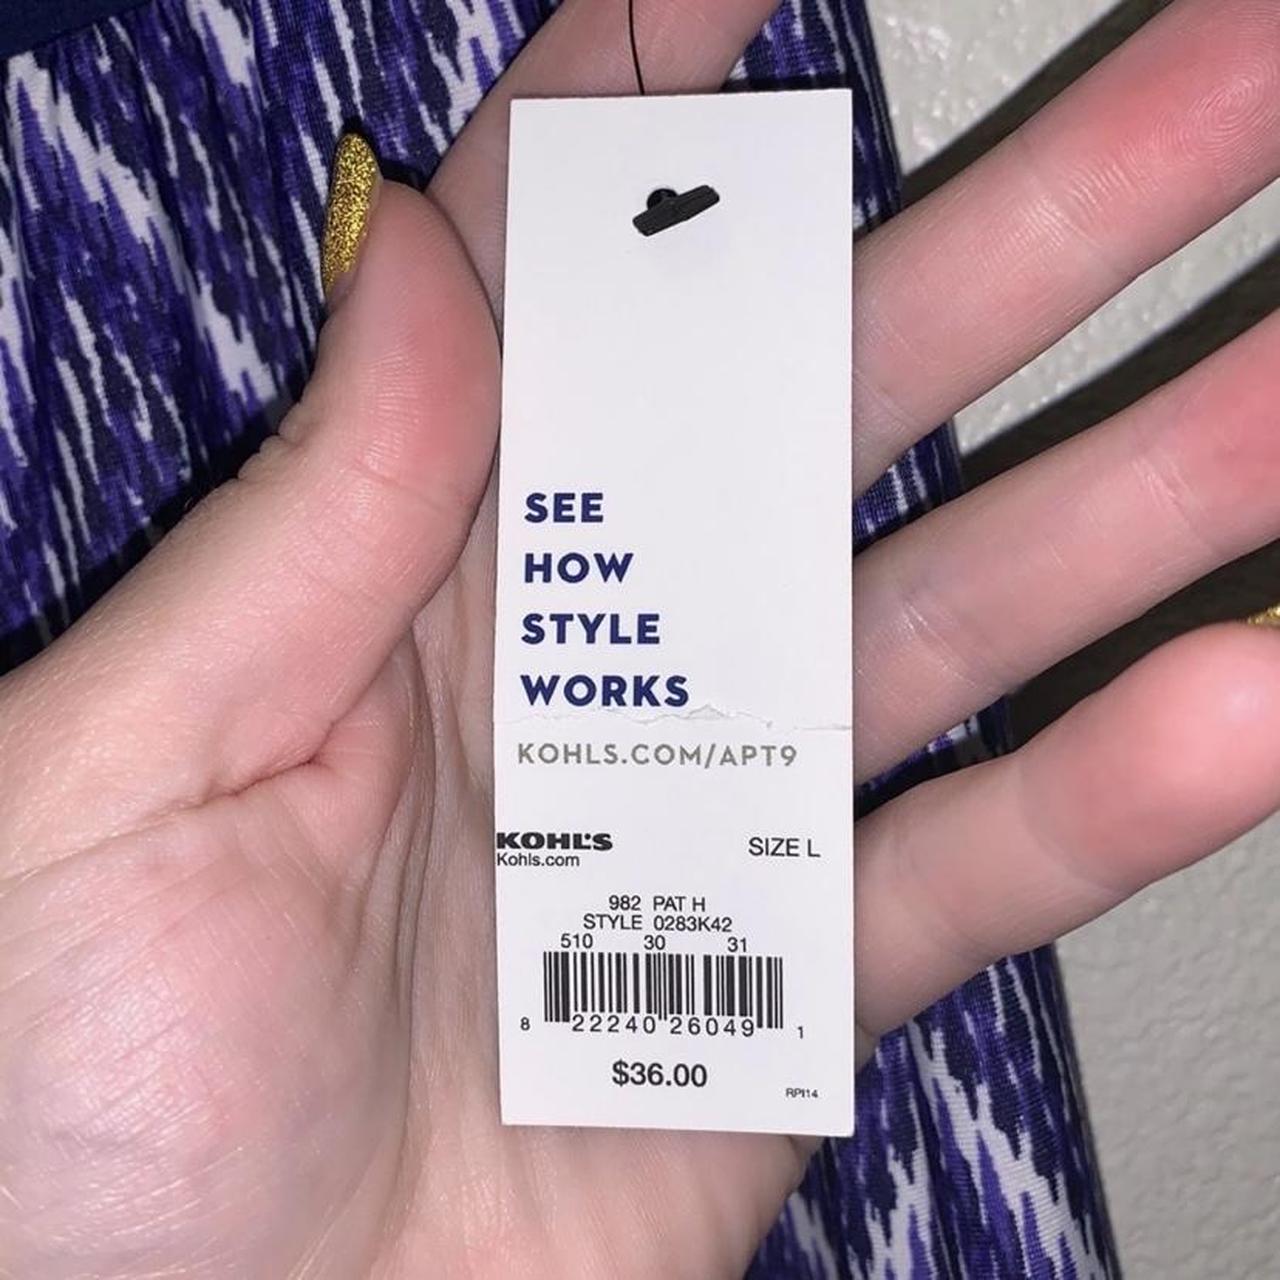 SEE
HOW
STYLE
WORKS
KOHLS.COM/APT9
KOHL'S SIZE L
Kohls.com
982 PAT H
STYLE 0283K42
510 30 31
8 22240 26049 1
$36.00
RPI14